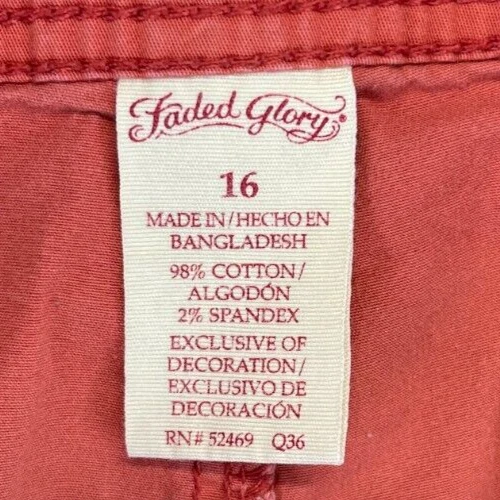 Faded Glory®
16
MADE IN/HECHO EN
BANGLADESH
98% COTTON/
ALGODÓN
2% SPANDEX
EXCLUSIVE OF
DECORATION/
EXCLUSIVO DE
DECORACIÓN
RN# 52469 Q36